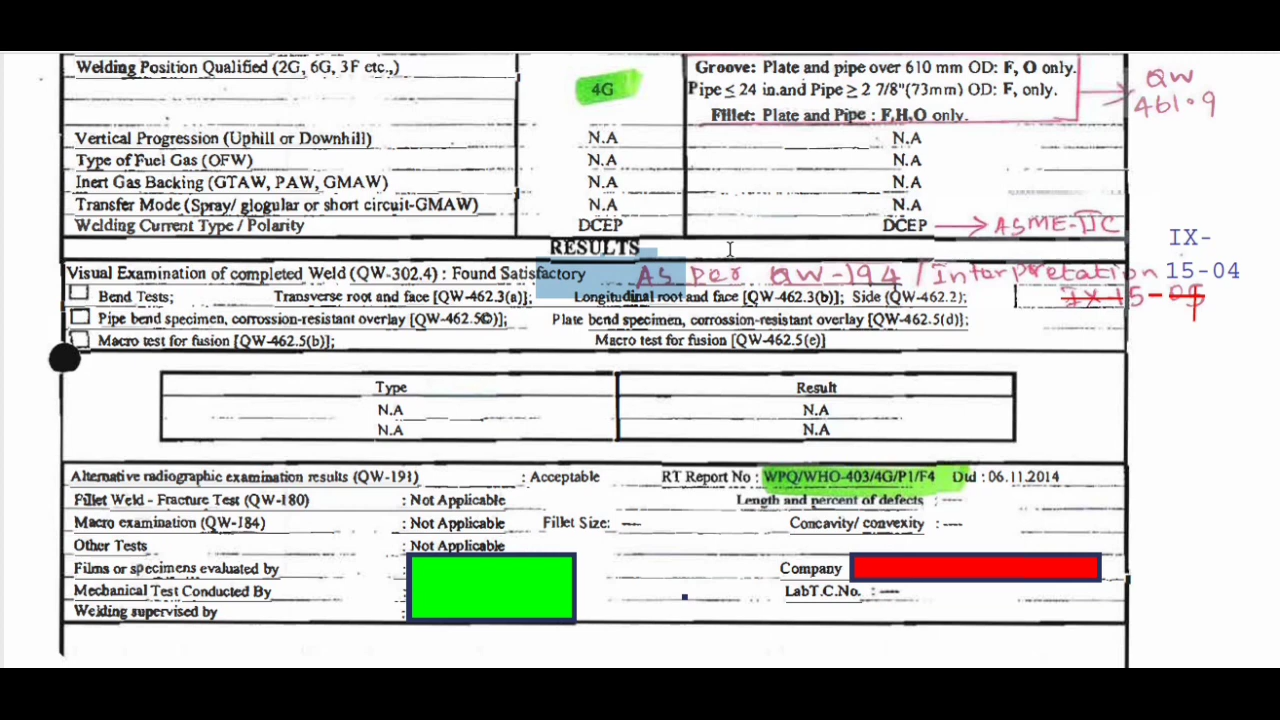 Welding Position Qualified (2G, 6G, 3F etc.,)
4G
Groove: Plate and pipe over 610 mm OD: F, O only.
Pipe ≤ 24 in.and Pipe ≥ 2 7/8"(73mm) OD: F, only.
Fillet: Plate and Pipe : F,H,O only.
QW
461.9
Vertical Progression (Uphill or Downhill) N.A N.A
Type of Fuel Gas (OFW) N.A N.A
Inert Gas Backing (GTAW, PAW, GMAW) N.A N.A
Transfer Mode (Spray/ glogular or short circuit-GMAW) N.A N.A
Welding Current Type / Polarity DCEP DCEP → ASME-IIC
RESULTS
IX-
Visual Examination of completed Weld (QW-302.4) : Found Satisfactory As Per QW-194 / Interpretation 15-04
Bend Tests; Transverse root and face [QW-462.3(a)]; Longitudinal root and face [QW-462.3(b)]; Side (QW-462.2);
Pipe bend specimen, corrossion-resistant overlay [QW-462.5©)]; Plate bend specimen, corrossion-resistant overlay [QW-462.5(d)];
Macro test for fusion [QW-462.5(b)]; Macro test for fusion [QW-462.5(e)]
Type Result
N.A N.A
N.A N.A
Alternative radiographic examination results (QW-191) : Acceptable RT Report No : WPQ/WHO-403/4G/P1/F4 Dtd : 06.11.2014
Fillet Weld - Fracture Test (QW-180) : Not Applicable Length and percent of defects : ---
Macro examination (QW-184) : Not Applicable Fillet Size: --- Concavity/ convexity : ---
Other Tests : Not Applicable
Films or specimens evaluated by Company
Mechanical Test Conducted By LabT.C.No. : ---
Welding supervised by :